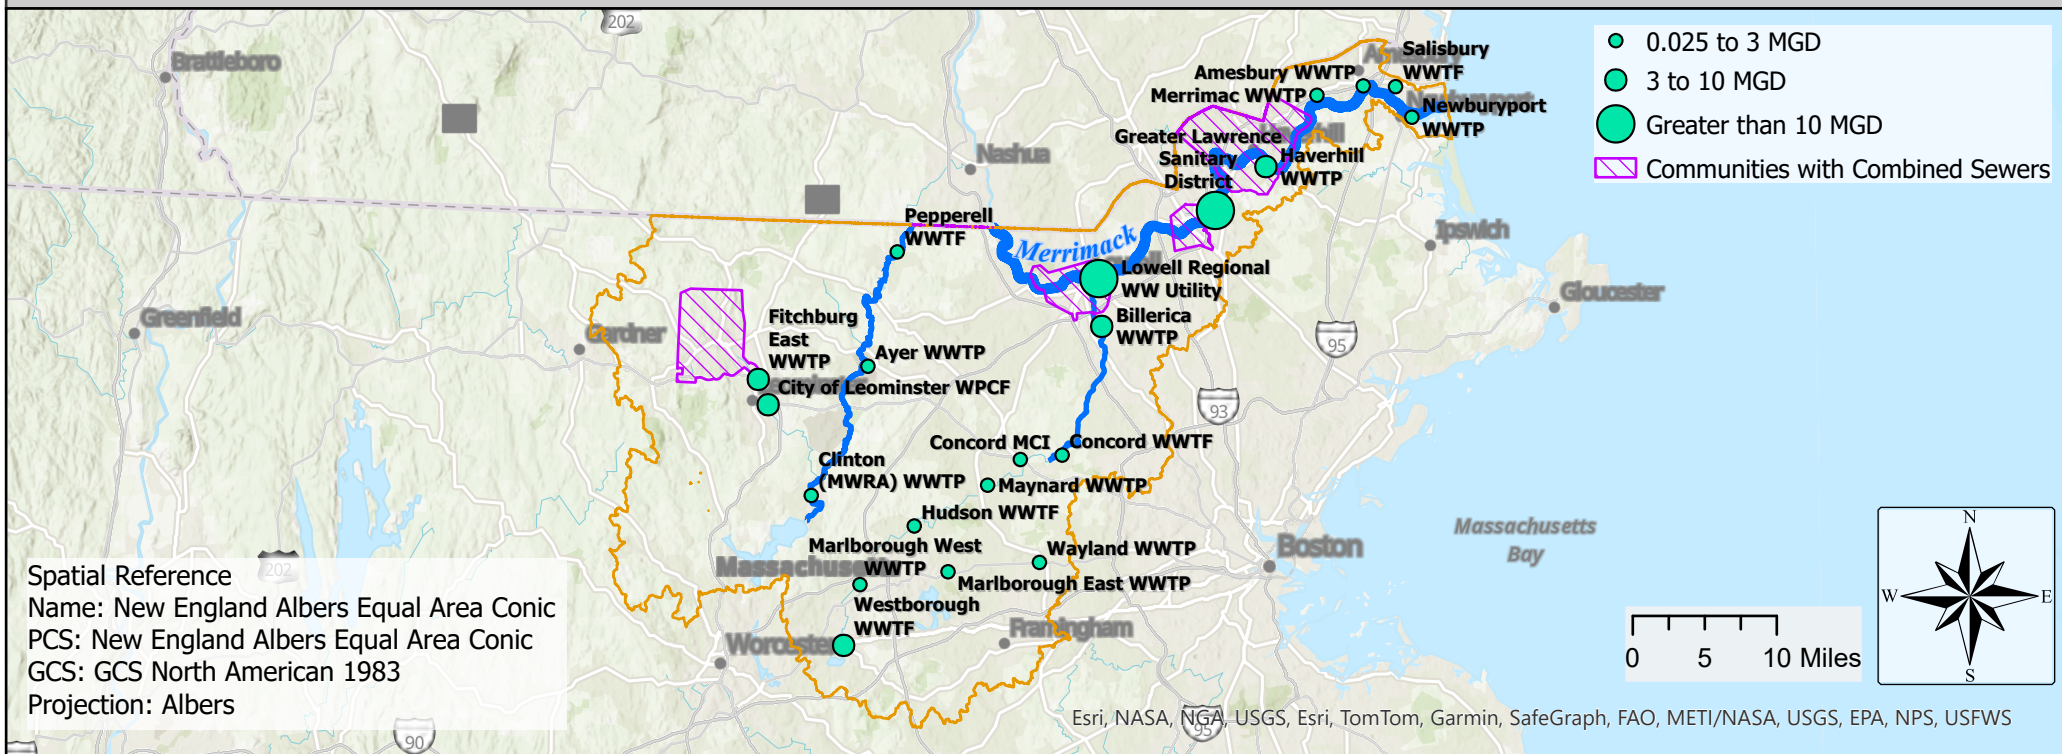 202
Brattleboro
Nashua
Greenfield
Gardner
Ipswich
Gloucester
95
93
Boston
Massachusetts
Bay
Framingham
Worcester
202
90
95
Merrimack
Salisbury
WWTF
Amesbury WWTP
Merrimac WWTP
Newburyport
WWTP
Greater Lawrence
Sanitary
District
Haverhill
WWTP
Pepperell
WWTF
Lowell Regional
WW Utility
Billerica
WWTP
Fitchburg
East
WWTP
Ayer WWTP
City of Leominster WPCF
Concord MCI
Concord WWTF
Clinton
(MWRA) WWTP
Maynard WWTP
Hudson WWTF
Marlborough West
WWTP
Wayland WWTP
Marlborough East WWTP
Westborough
WWTF
0.025 to 3 MGD
3 to 10 MGD
Greater than 10 MGD
Communities with Combined Sewers
Spatial Reference
Name: New England Albers Equal Area Conic
PCS: New England Albers Equal Area Conic
GCS: GCS North American 1983
Projection: Albers
N
W
E
S
0 5 10 Miles
Esri, NASA, NGA, USGS, Esri, TomTom, Garmin, SafeGraph, FAO, METI/NASA, USGS, EPA, NPS, USFWS